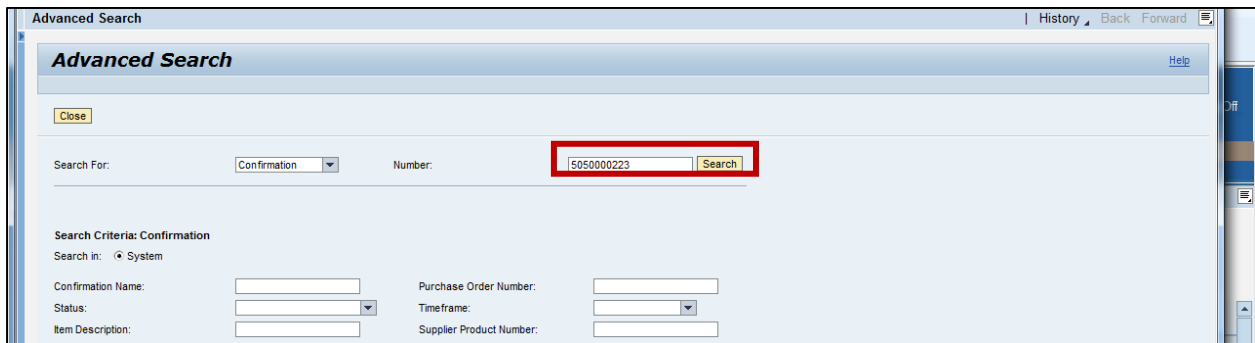 Advanced Search | History Back Forward
Advanced Search Help
Off
Close
Search For: Confirmation Number: 5050000223 Search
Search Criteria: Confirmation
Search in: System
Confirmation Name: Purchase Order Number:
Status: Timeframe:
Item Description: Supplier Product Number: